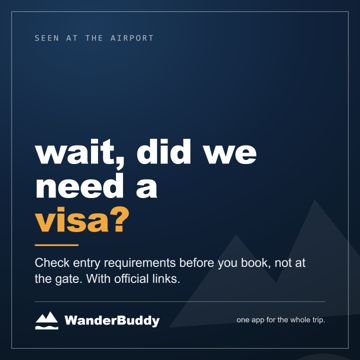 SEEN AT THE AIRPORT
wait, did we
need a
visa?
Check entry requirements before you book, not at
the gate. With official links.
WanderBuddy
one app for the whole trip.